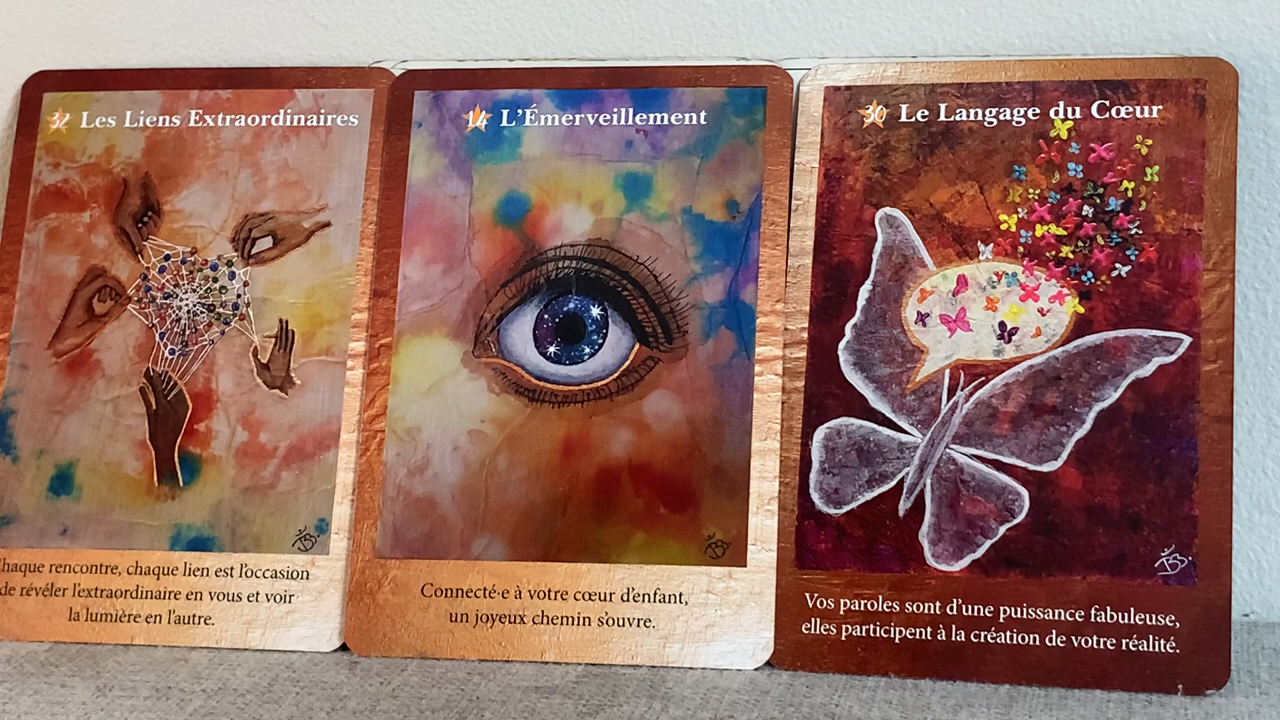 32 Les Liens Extraordinaires
haque rencontre, chaque lien est l'occasion
de révéler l'extraordinaire en vous et voir
la lumière en l'autre.
14 L'Émerveillement
Connecté·e à votre cœur d'enfant,
un joyeux chemin s'ouvre.
30 Le Langage du Cœur
Vos paroles sont d'une puissance fabuleuse,
elles participent à la création de votre réalité.